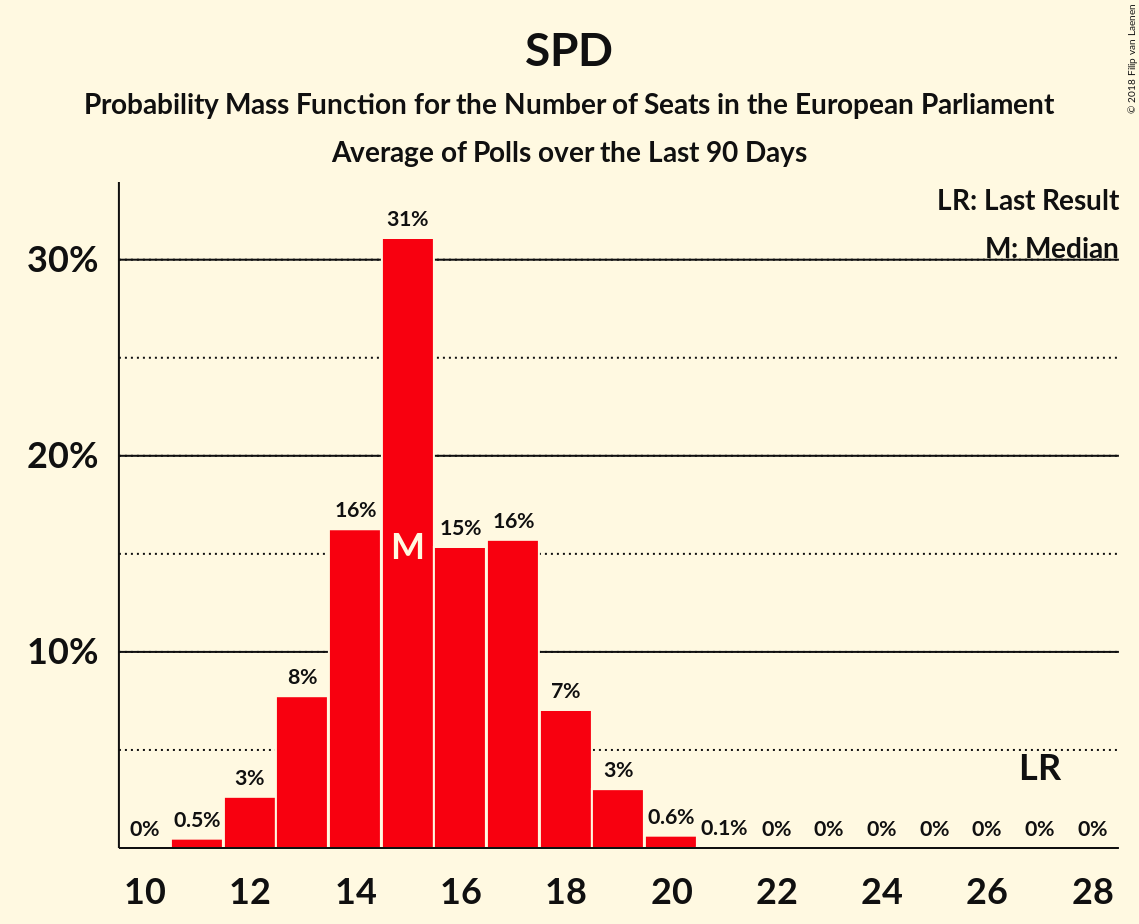 SPD
Probability Mass Function for the Number of Seats in the European Parliament
Average of Polls over the Last 90 Days
© 2018 Filip van Laenen
LR: Last Result
M: Median
30%
20%
10%
0%
0.5%
3%
8%
16%
31%
15%
16%
7%
3%
0.6%
0.1%
0%
0%
0%
0%
0%
0%
0%
M
LR
10 12 14 16 18 20 22 24 26 28